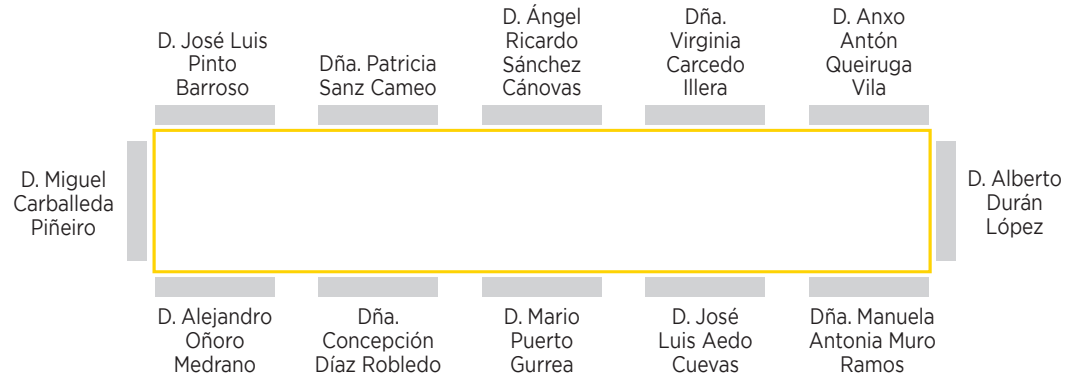 D. José Luis
Pinto
Barroso
Dña. Patricia
Sanz Cameo
D. Ángel
Ricardo
Sánchez
Cánovas
Dña.
Virginia
Carcedo
Illera
D. Anxo
Antón
Queiruga
Vila
D. Miguel
Carballeda
Piñeiro
D. Alberto
Durán
López
D. Alejandro
Oñoro
Medrano
Dña.
Concepción
Díaz Robledo
D. Mario
Puerto
Gurrea
D. José
Luis Aedo
Cuevas
Dña. Manuela
Antonia Muro
Ramos